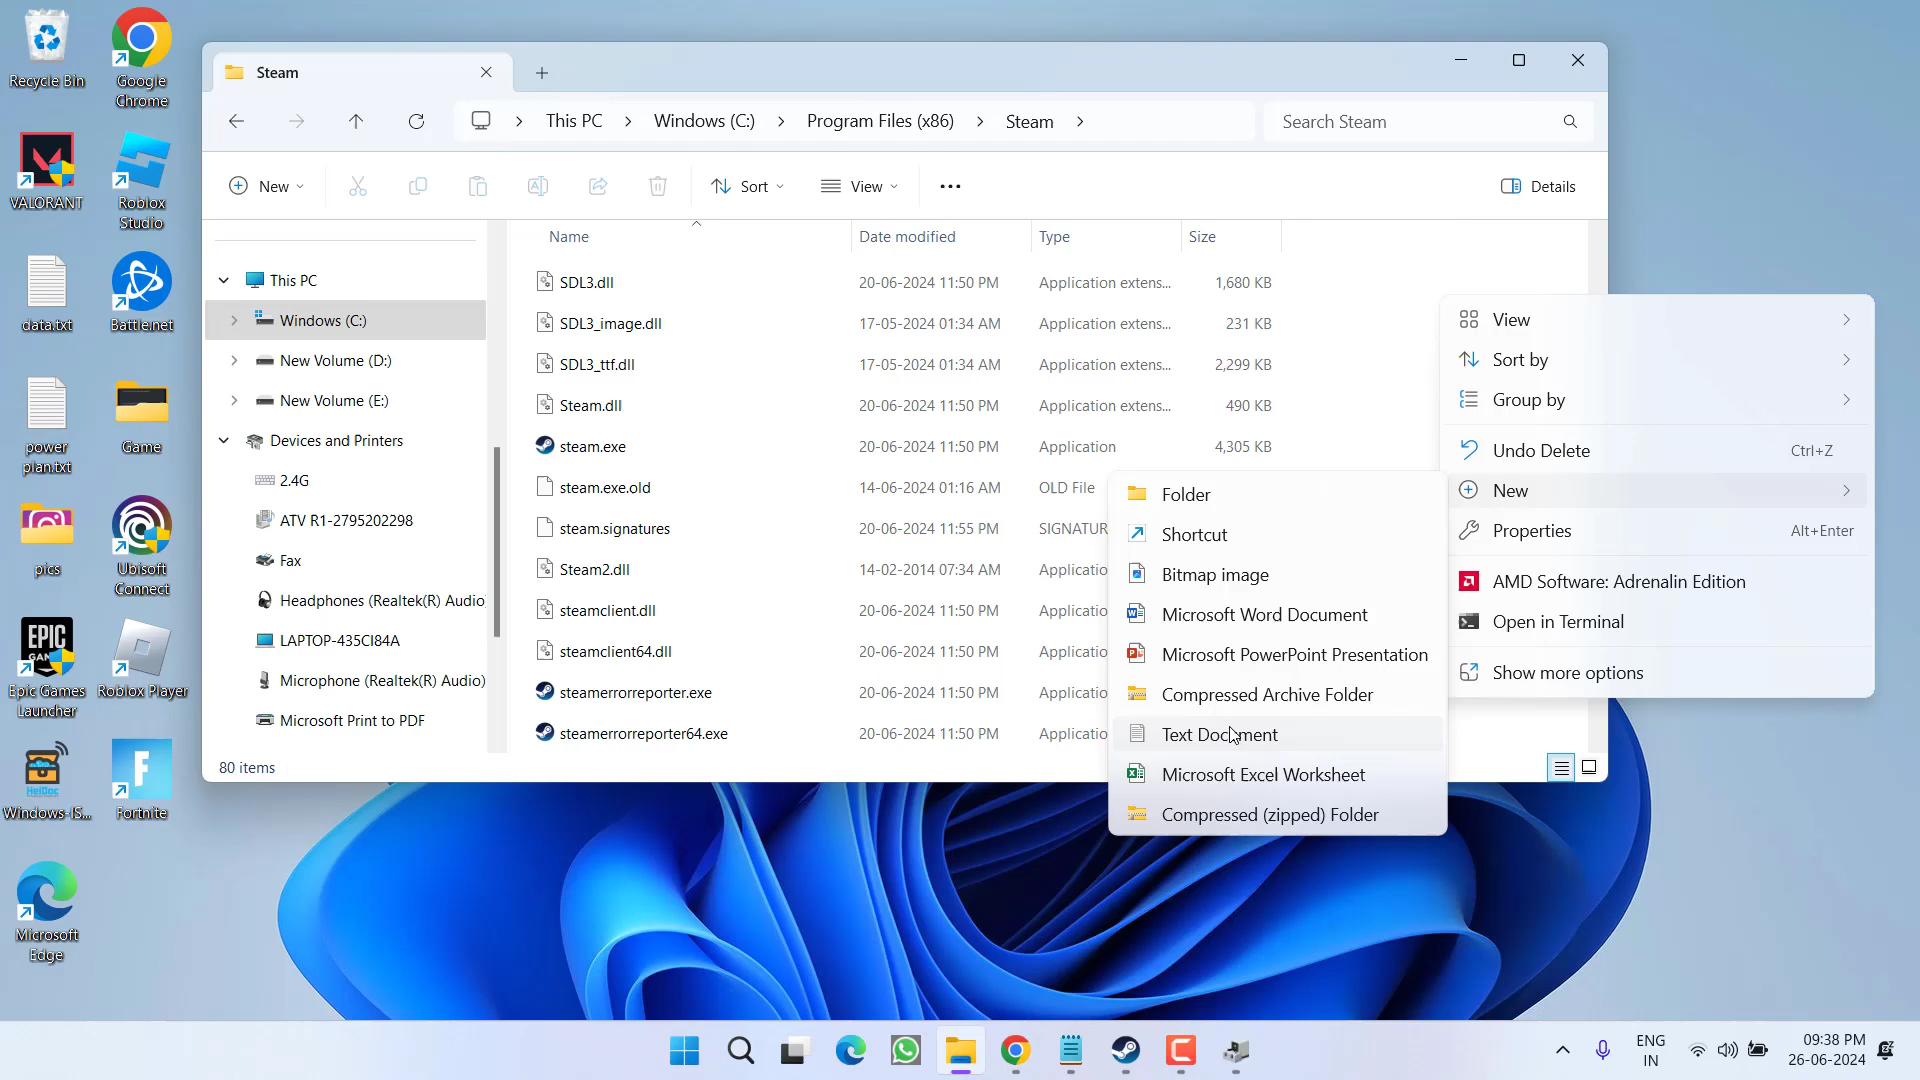 Recycle Bin
Google
Chrome
VALORANT
Roblox
Studio
data.txt
Battle.net
power
plan.txt
Game
pics
Ubisoft
Connect
EPIC
Epic Games
Launcher
Roblox Player
HeiDoc
Windows-IS...
Fortnite
Microsoft
Edge
Steam
This PC
Windows (C:)
Program Files (x86)
Steam
Search Steam
New
Sort
View
Details
Name
Date modified
Type
Size
This PC
Windows (C:)
New Volume (D:)
New Volume (E:)
Devices and Printers
2.4G
ATV R1-2795202298
Fax
Headphones (Realtek(R) Audio)
LAPTOP-435CI84A
Microphone (Realtek(R) Audio)
Microsoft Print to PDF
SDL3.dll 20-06-2024 11:50 PM Application extens... 1,680 KB
SDL3_image.dll 17-05-2024 01:34 AM Application extens... 231 KB
SDL3_ttf.dll 17-05-2024 01:34 AM Application extens... 2,299 KB
Steam.dll 20-06-2024 11:50 PM Application extens... 490 KB
steam.exe 20-06-2024 11:50 PM Application 4,305 KB
steam.exe.old 14-06-2024 01:16 AM OLD File
steam.signatures 20-06-2024 11:55 PM SIGNATUR
Steam2.dll 14-02-2014 07:34 AM Applicatio
steamclient.dll 20-06-2024 11:50 PM Applicatio
steamclient64.dll 20-06-2024 11:50 PM Applicatio
steamerrorreporter.exe 20-06-2024 11:50 PM Applicatio
steamerrorreporter64.exe 20-06-2024 11:50 PM Applicatio
80 items
Folder
Shortcut
Bitmap image
Microsoft Word Document
Microsoft PowerPoint Presentation
Compressed Archive Folder
Text Document
Microsoft Excel Worksheet
Compressed (zipped) Folder
View
Sort by
Group by
Undo Delete Ctrl+Z
New
Properties Alt+Enter
AMD Software: Adrenalin Edition
Open in Terminal
Show more options
ENG
IN
09:38 PM
26-06-2024